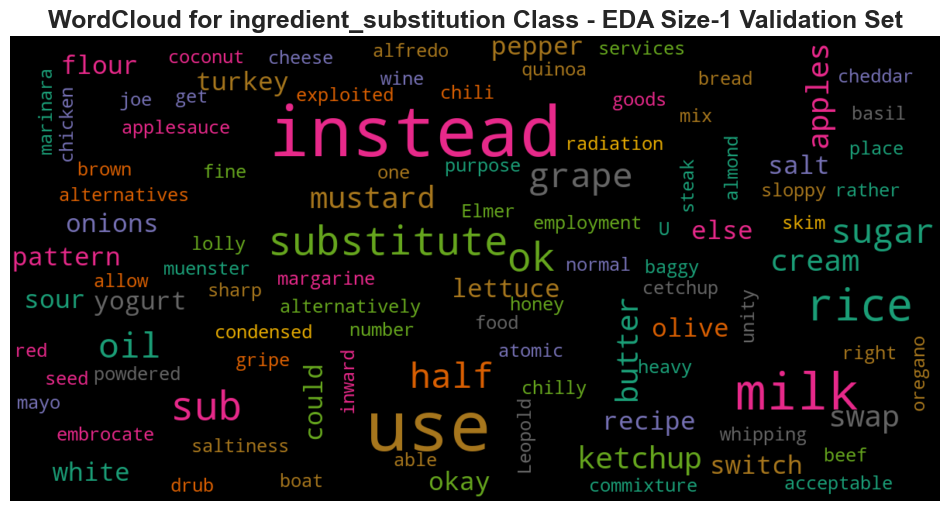 WordCloud for ingredient_substitution Class - EDA Size-1 Validation Set
coconut cheese alfredo pepper services
flour turkey wine quinoa bread apples cheddar
marinara chicken joe get exploited chili goods mix basil
applesauce instead radiation place
brown fine one purpose grape steak almond salt
alternatives mustard sloppy rather
onions Elmer employment U else skim sugar
pattern lolly substitute ok normal baggy cream
muenster allow margarine lettuce cetchup
sour yogurt sharp alternatively honey unity rice
condensed number food butter olive
oil red gripe atomic right oregano
seed powdered inward half chilly heavy milk
mayo sub could use recipe swap
embrocate saltiness Leopold whipping
white able ketchup switch beef
drub boat okay commixture acceptable